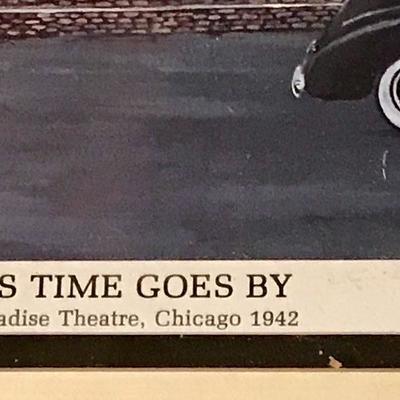 S TIME GOES BY
adise Theatre, Chicago 1942